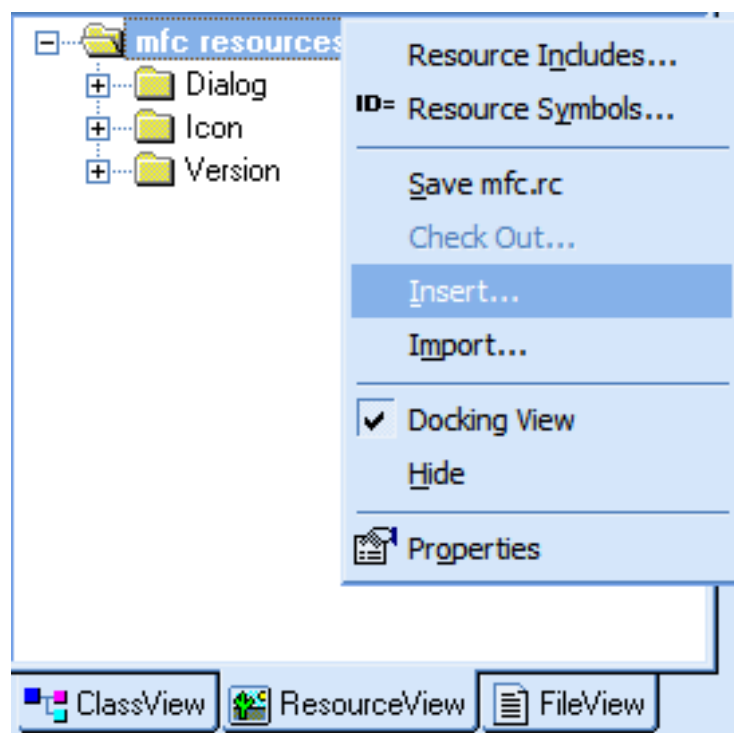 mfc resources
Dialog
Icon
Version
Resource Includes...
ID= Resource Symbols...
Save mfc.rc
Check Out...
Insert...
Import...
Docking View
Hide
Properties
ClassView ResourceView FileView